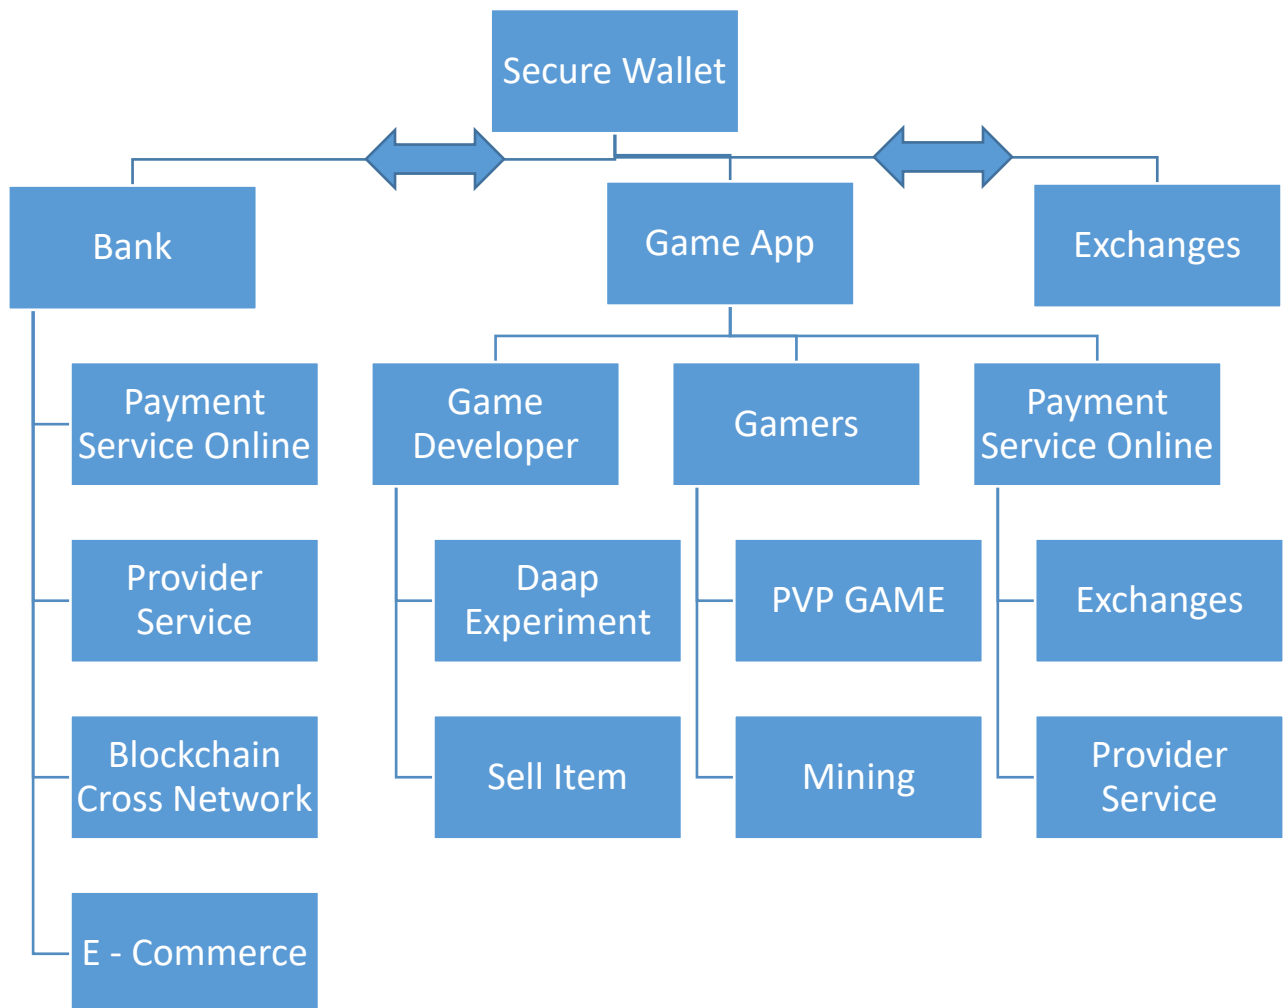 Secure Wallet
Bank
Game App
Exchanges
Payment
Service Online
Game
Developer
Gamers
Payment
Service Online
Provider
Service
Daap
Experiment
PVP GAME
Exchanges
Blockchain
Cross Network
Sell Item
Mining
Provider
Service
E - Commerce